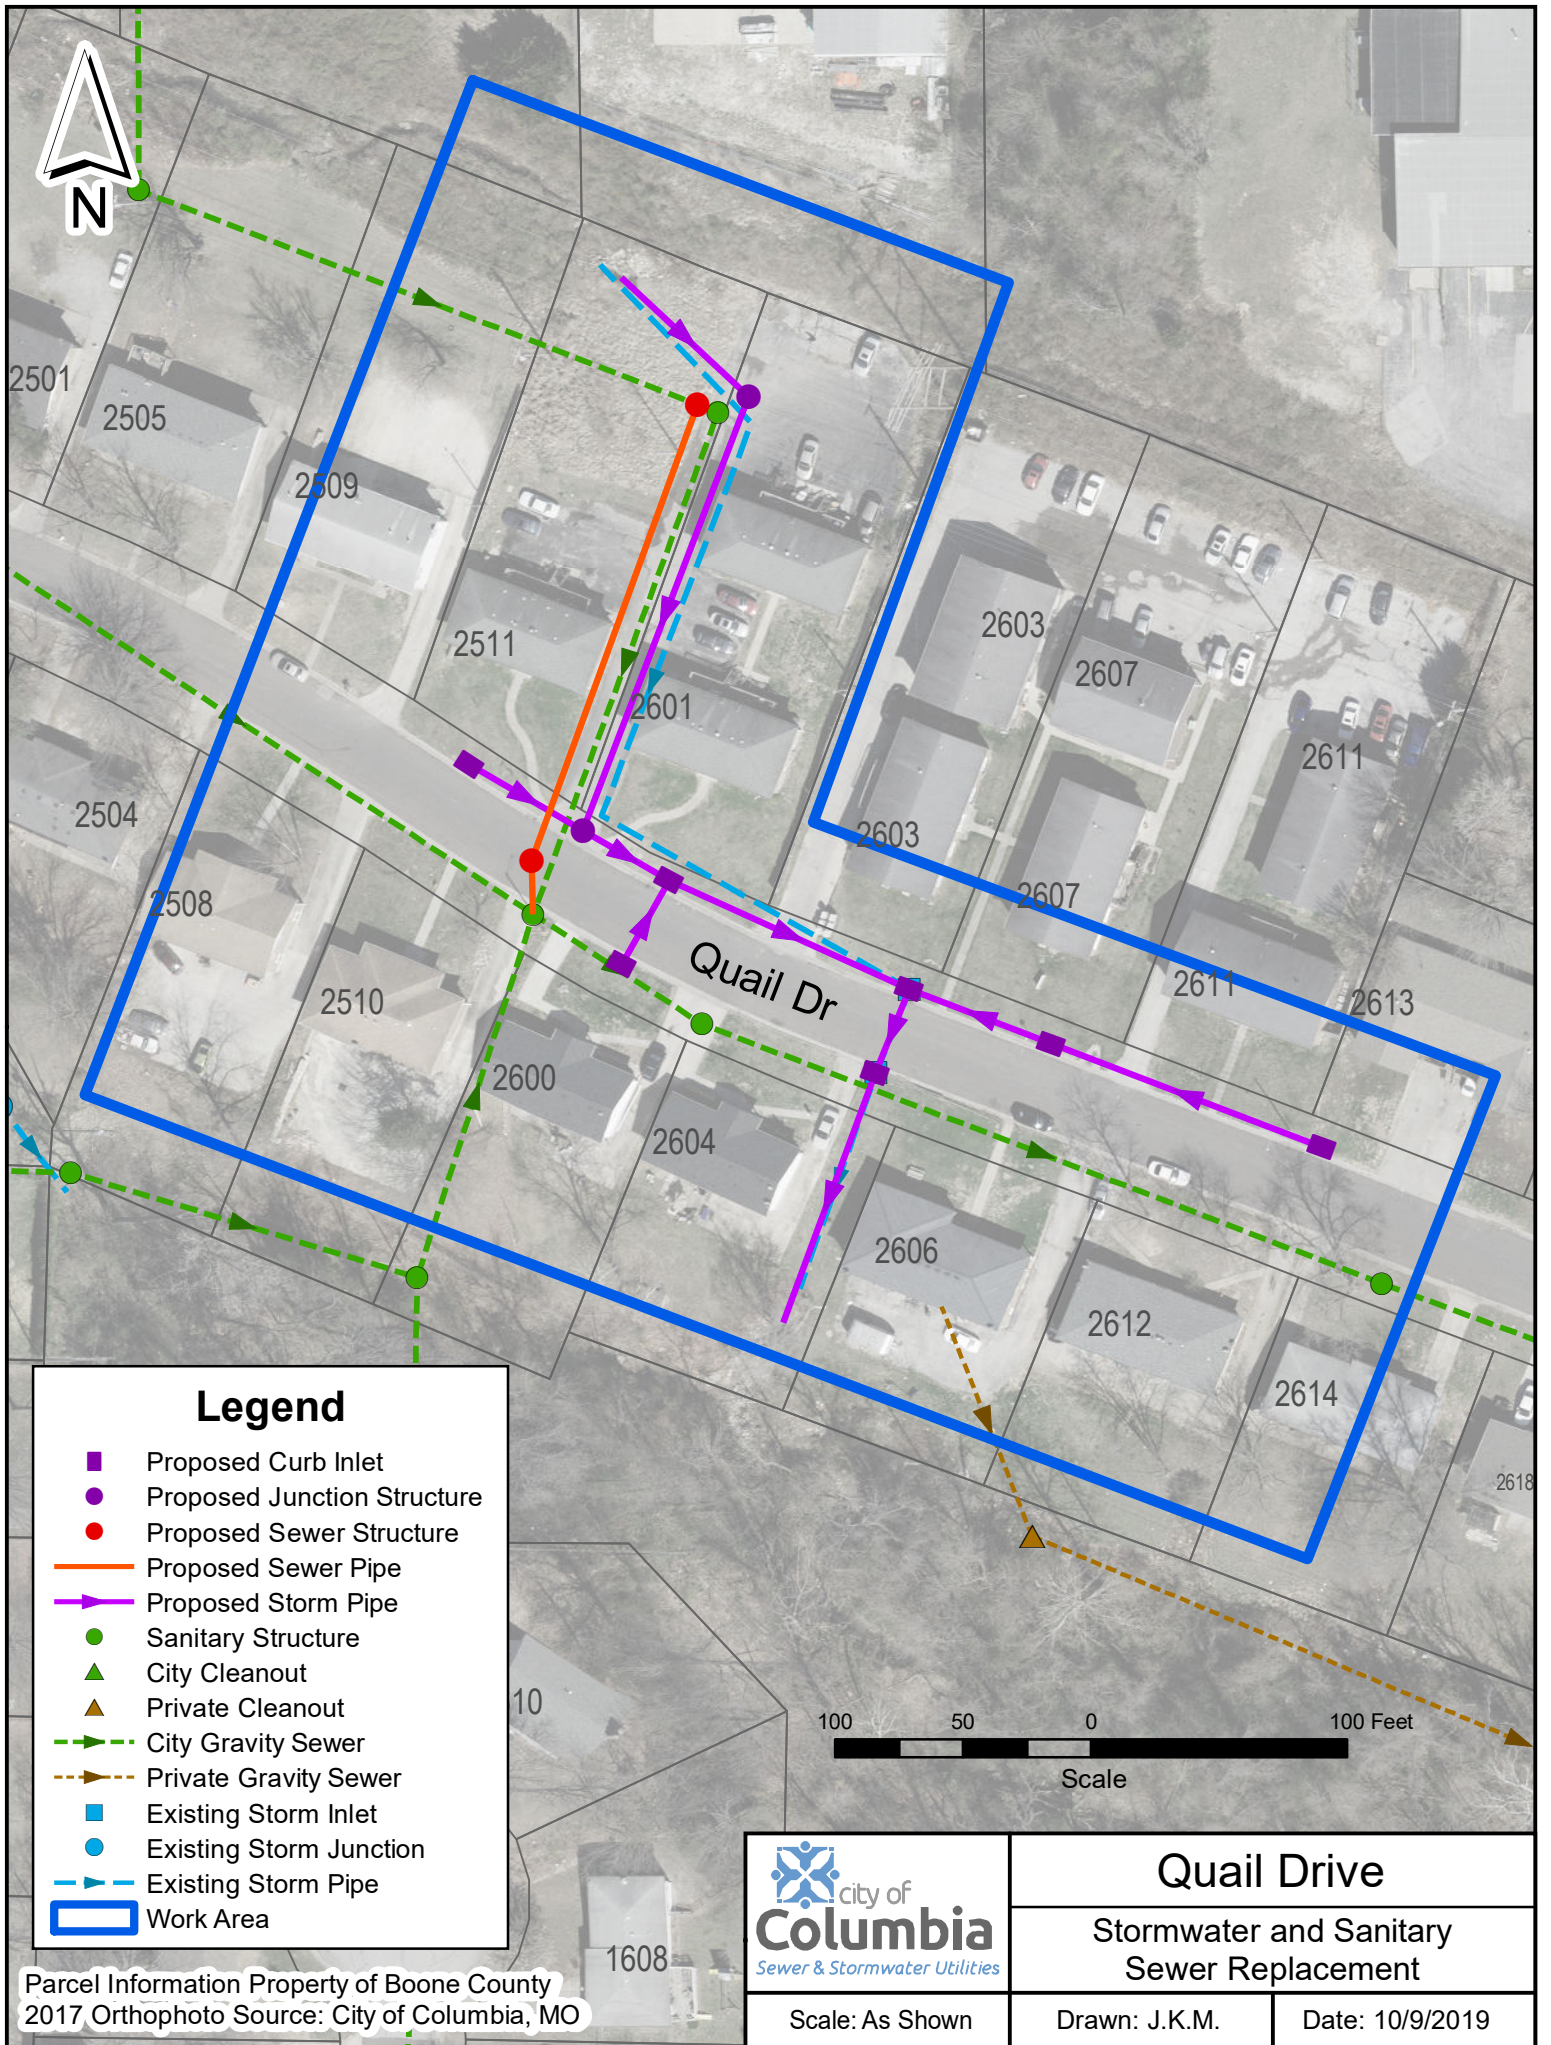 N
2501
2505
2509
2511
2601
2603
2607
2611
2603
2607
2611
2613
2504
2508
2510
2600
2604
2606
2612
2614
2618
Quail Dr
10
1608
Legend
Proposed Curb Inlet
Proposed Junction Structure
Proposed Sewer Structure
Proposed Sewer Pipe
Proposed Storm Pipe
Sanitary Structure
City Cleanout
Private Cleanout
City Gravity Sewer
Private Gravity Sewer
Existing Storm Inlet
Existing Storm Junction
Existing Storm Pipe
Work Area
Parcel Information Property of Boone County
2017 Orthophoto Source: City of Columbia, MO
100 50 0 100 Feet
Scale
city of
Columbia
Sewer & Stormwater Utilities
Quail Drive
Stormwater and Sanitary
Sewer Replacement
Scale: As Shown
Drawn: J.K.M.
Date: 10/9/2019